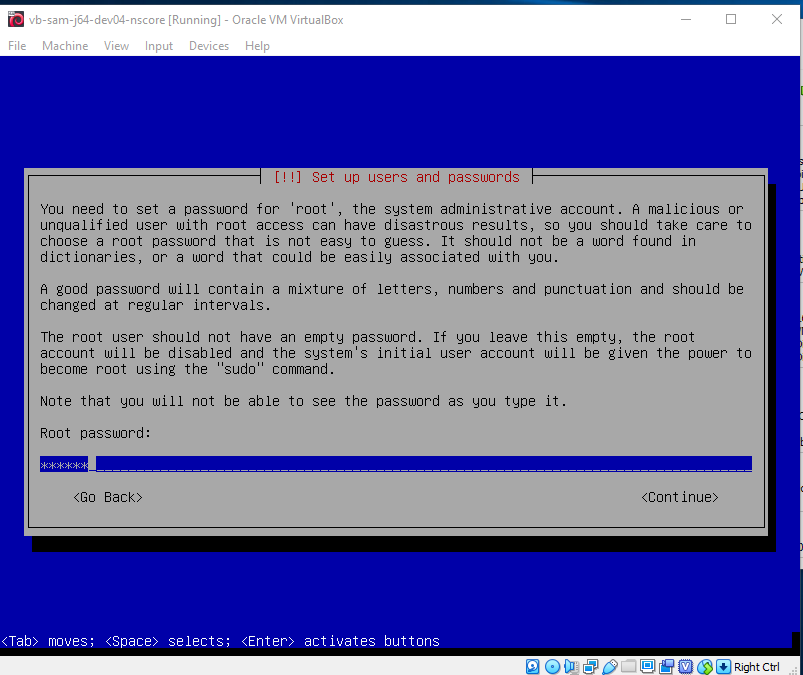 vb-sam-j64-dev04-nscore [Running] - Oracle VM VirtualBox
File Machine View Input Devices Help
[!!] Set up users and passwords
You need to set a password for 'root', the system administrative account. A malicious or
unqualified user with root access can have disastrous results, so you should take care to
choose a root password that is not easy to guess. It should not be a word found in
dictionaries, or a word that could be easily associated with you.
A good password will contain a mixture of letters, numbers and punctuation and should be
changed at regular intervals.
The root user should not have an empty password. If you leave this empty, the root
account will be disabled and the system's initial user account will be given the power to
become root using the "sudo" command.
Note that you will not be able to see the password as you type it.
Root password:
******
<Go Back> <Continue>
<Tab> moves; <Space> selects; <Enter> activates buttons
Right Ctrl